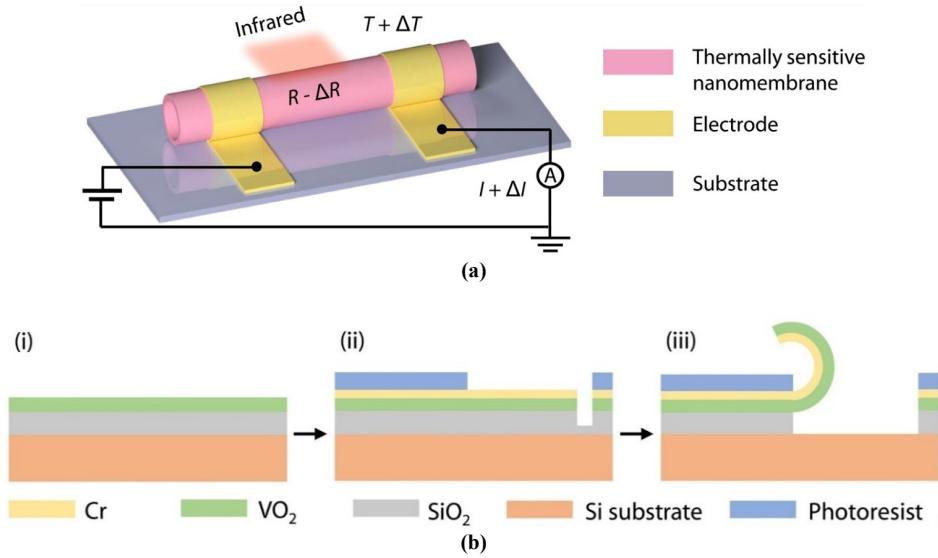 Infrared
T + ΔT
R - ΔR
I + ΔI
A
Thermally sensitive
nanomembrane
Electrode
Substrate
(a)
(i)
(ii)
(iii)
Cr
VO₂
SiO₂
Si substrate
Photoresist
(b)